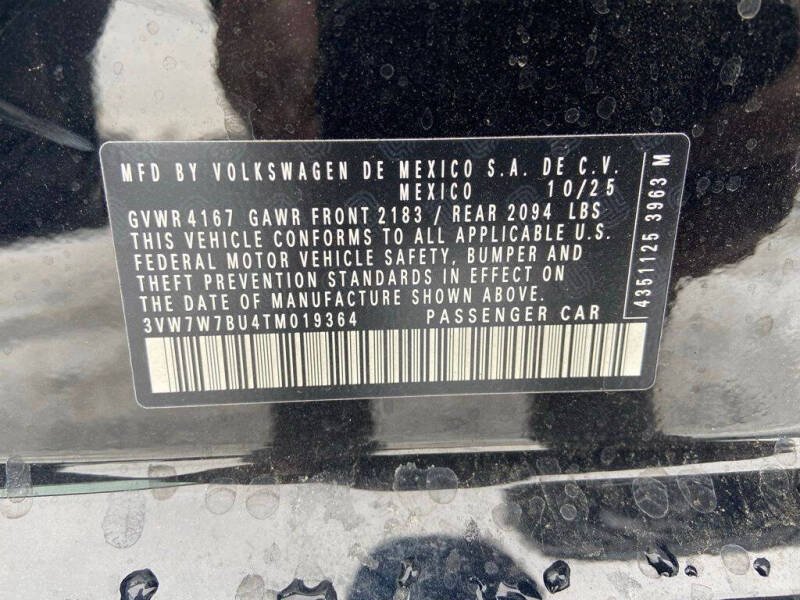 MFD BY VOLKSWAGEN DE MEXICO S.A. DE C.V.
MEXICO 10/25
GVWR 4167 GAWR FRONT 2183 / REAR 2094 LBS
THIS VEHICLE CONFORMS TO ALL APPLICABLE U.S.
FEDERAL MOTOR VEHICLE SAFETY, BUMPER AND
THEFT PREVENTION STANDARDS IN EFFECT ON
THE DATE OF MANUFACTURE SHOWN ABOVE.
3VW7W7BU4TM019364 PASSENGER CAR
4351125 3963 M